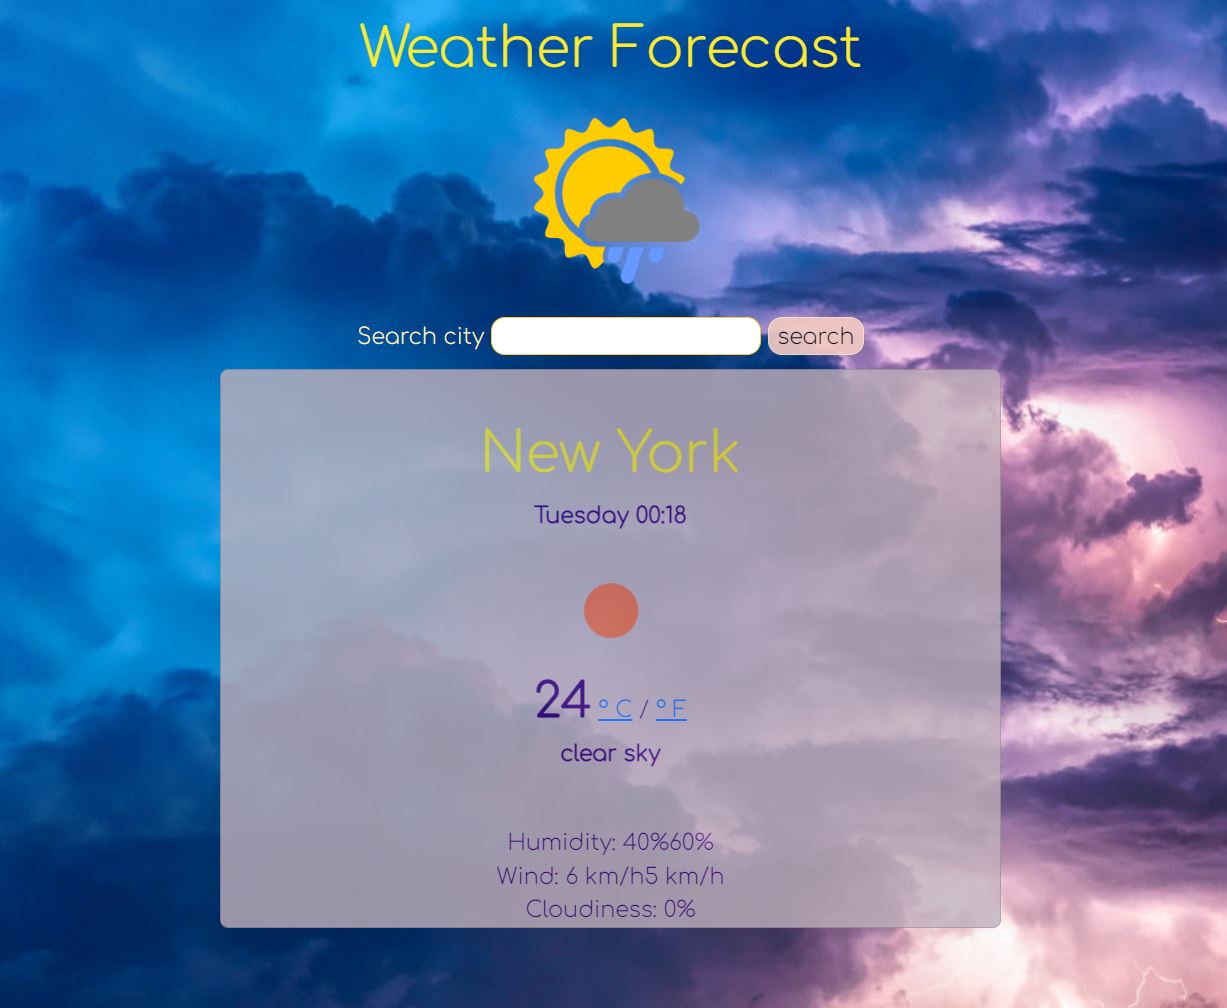 Weather Forecast
Search city search
New York
Tuesday 00:18
24 ° C / ° F
clear sky
Humidity: 40%60%
Wind: 6 km/h5 km/h
Cloudiness: 0%